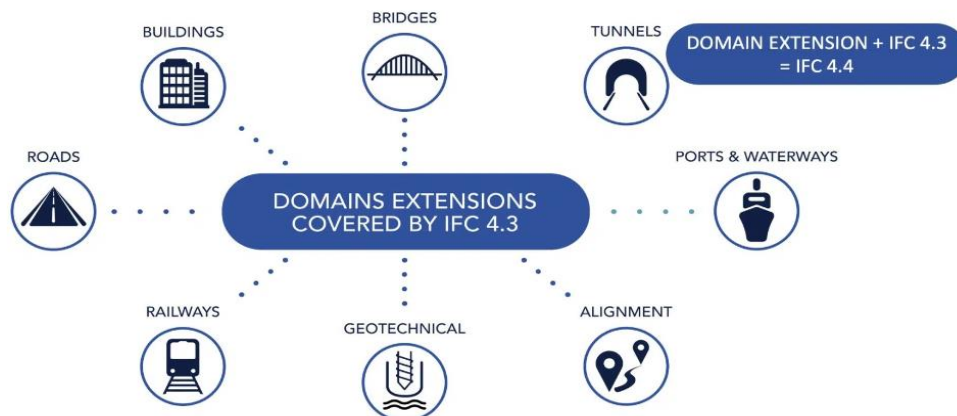 BRIDGES
BUILDINGS
TUNNELS
DOMAIN EXTENSION + IFC 4.3
= IFC 4.4
ROADS
PORTS & WATERWAYS
DOMAINS EXTENSIONS
COVERED BY IFC 4.3
RAILWAYS
GEOTECHNICAL
ALIGNMENT